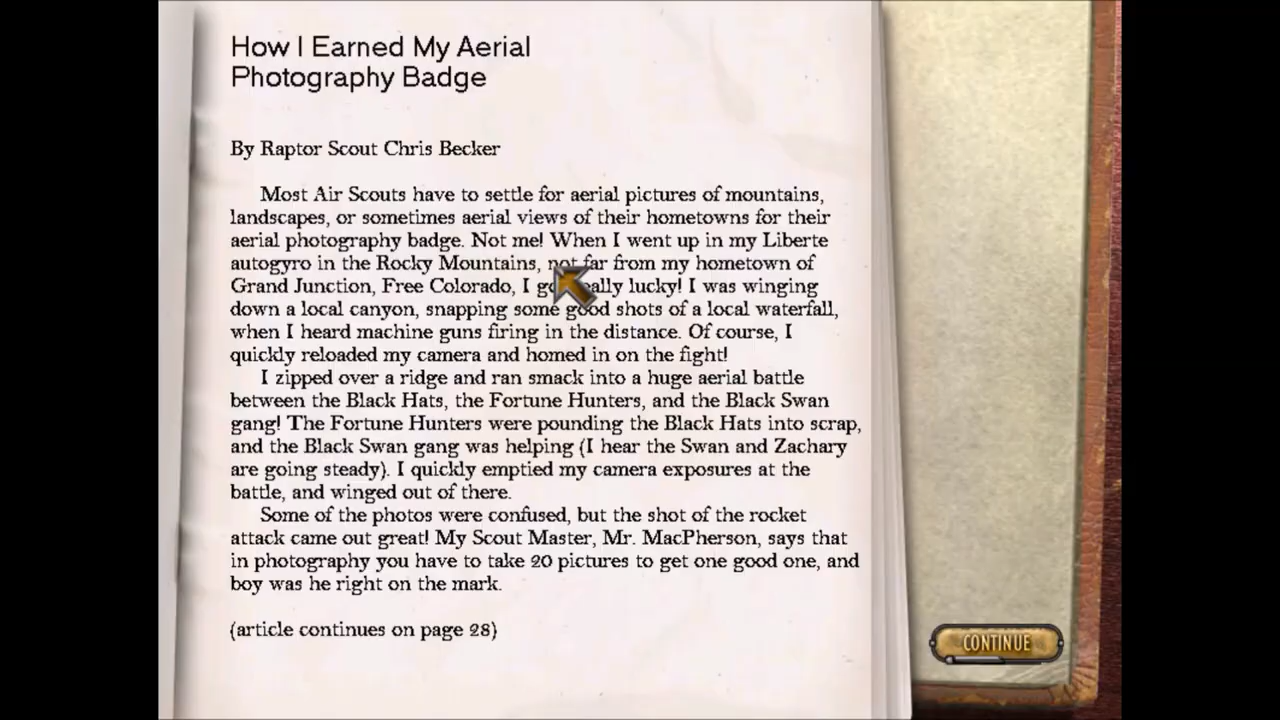 How I Earned My Aerial
Photography Badge
By Raptor Scout Chris Becker
Most Air Scouts have to settle for aerial pictures of mountains,
landscapes, or sometimes aerial views of their hometowns for their
aerial photography badge. Not me! When I went up in my Liberte
autogyro in the Rocky Mountains, not far from my hometown of
Grand Junction, Free Colorado, I really lucky! I was winging
down a local canyon, snapping some good shots of a local waterfall,
when I heard machine guns firing in the distance. Of course, I
quickly reloaded my camera and homed in on the fight!
I zipped over a ridge and ran smack into a huge aerial battle
between the Black Hats, the Fortune Hunters, and the Black Swan
gang! The Fortune Hunters were pounding the Black Hats into scrap,
and the Black Swan gang was helping (I hear the Swan and Zachary
are going steady). I quickly emptied my camera exposures at the
battle, and winged out of there.
Some of the photos were confused, but the shot of the rocket
attack came out great! My Scout Master, Mr. MacPherson, says that
in photography you have to take 20 pictures to get one good one, and
boy was he right on the mark.
(article continues on page 28)
CONTINUE